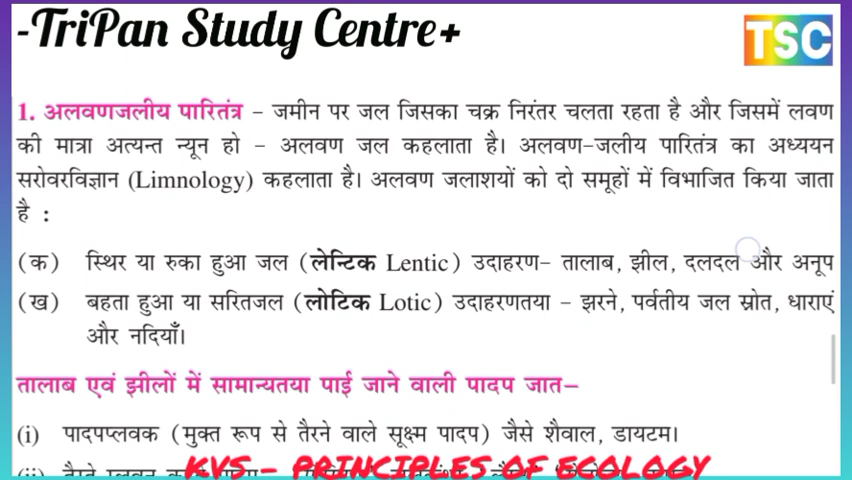 -TriPan Study Centre+
TSC
1. अलवणजलीय पारितंत्र – जमीन पर जल जिसका चक्र निरंतर चलता रहता है और जिसमें लवण
की मात्रा अत्यन्त न्यून हो – अलवण जल कहलाता है। अलवण-जलीय पारितंत्र का अध्ययन
सरोवरविज्ञान (Limnology) कहलाता है। अलवण जलाशयों को दो समूहों में विभाजित किया जाता
है :
(क) स्थिर या रुका हुआ जल (लेन्टिक Lentic) उदाहरण– तालाब, झील, दलदल और अनूप
(ख) बहता हुआ या सरितजल (लोटिक Lotic) उदाहरणतया – झरने, पर्वतीय जल स्रोत, धाराएं
और नदियाँ।
तालाब एवं झीलों में सामान्यतया पाई जाने वाली पादप जात–
(i) पादपप्लवक (मुक्त रूप से तैरने वाले सूक्ष्म पादप) जैसे शैवाल, डायटम।
KVS - PRINCIPLES OF ECOLOGY